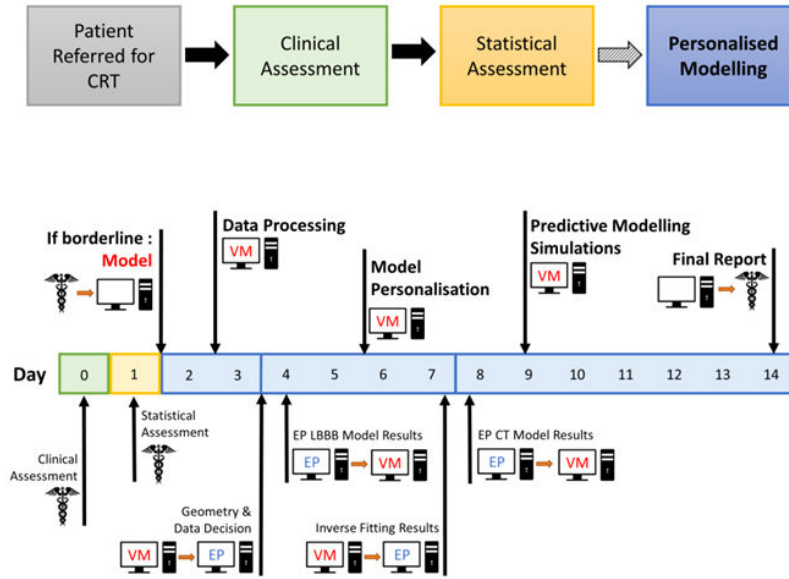 Patient
Referred for
CRT
Clinical
Assessment
Statistical
Assessment
Personalised
Modelling
If borderline :
Model
Data Processing
VM
Model
Personalisation
VM
Predictive Modelling
Simulations
VM
Final Report
Day 0 1 2 3 4 5 6 7 8 9 10 11 12 13 14
Clinical
Assessment
Statistical
Assessment
Geometry &
Data Decision
VM EP
EP LBBB Model Results
EP VM
Inverse Fitting Results
VM EP
EP CT Model Results
EP VM